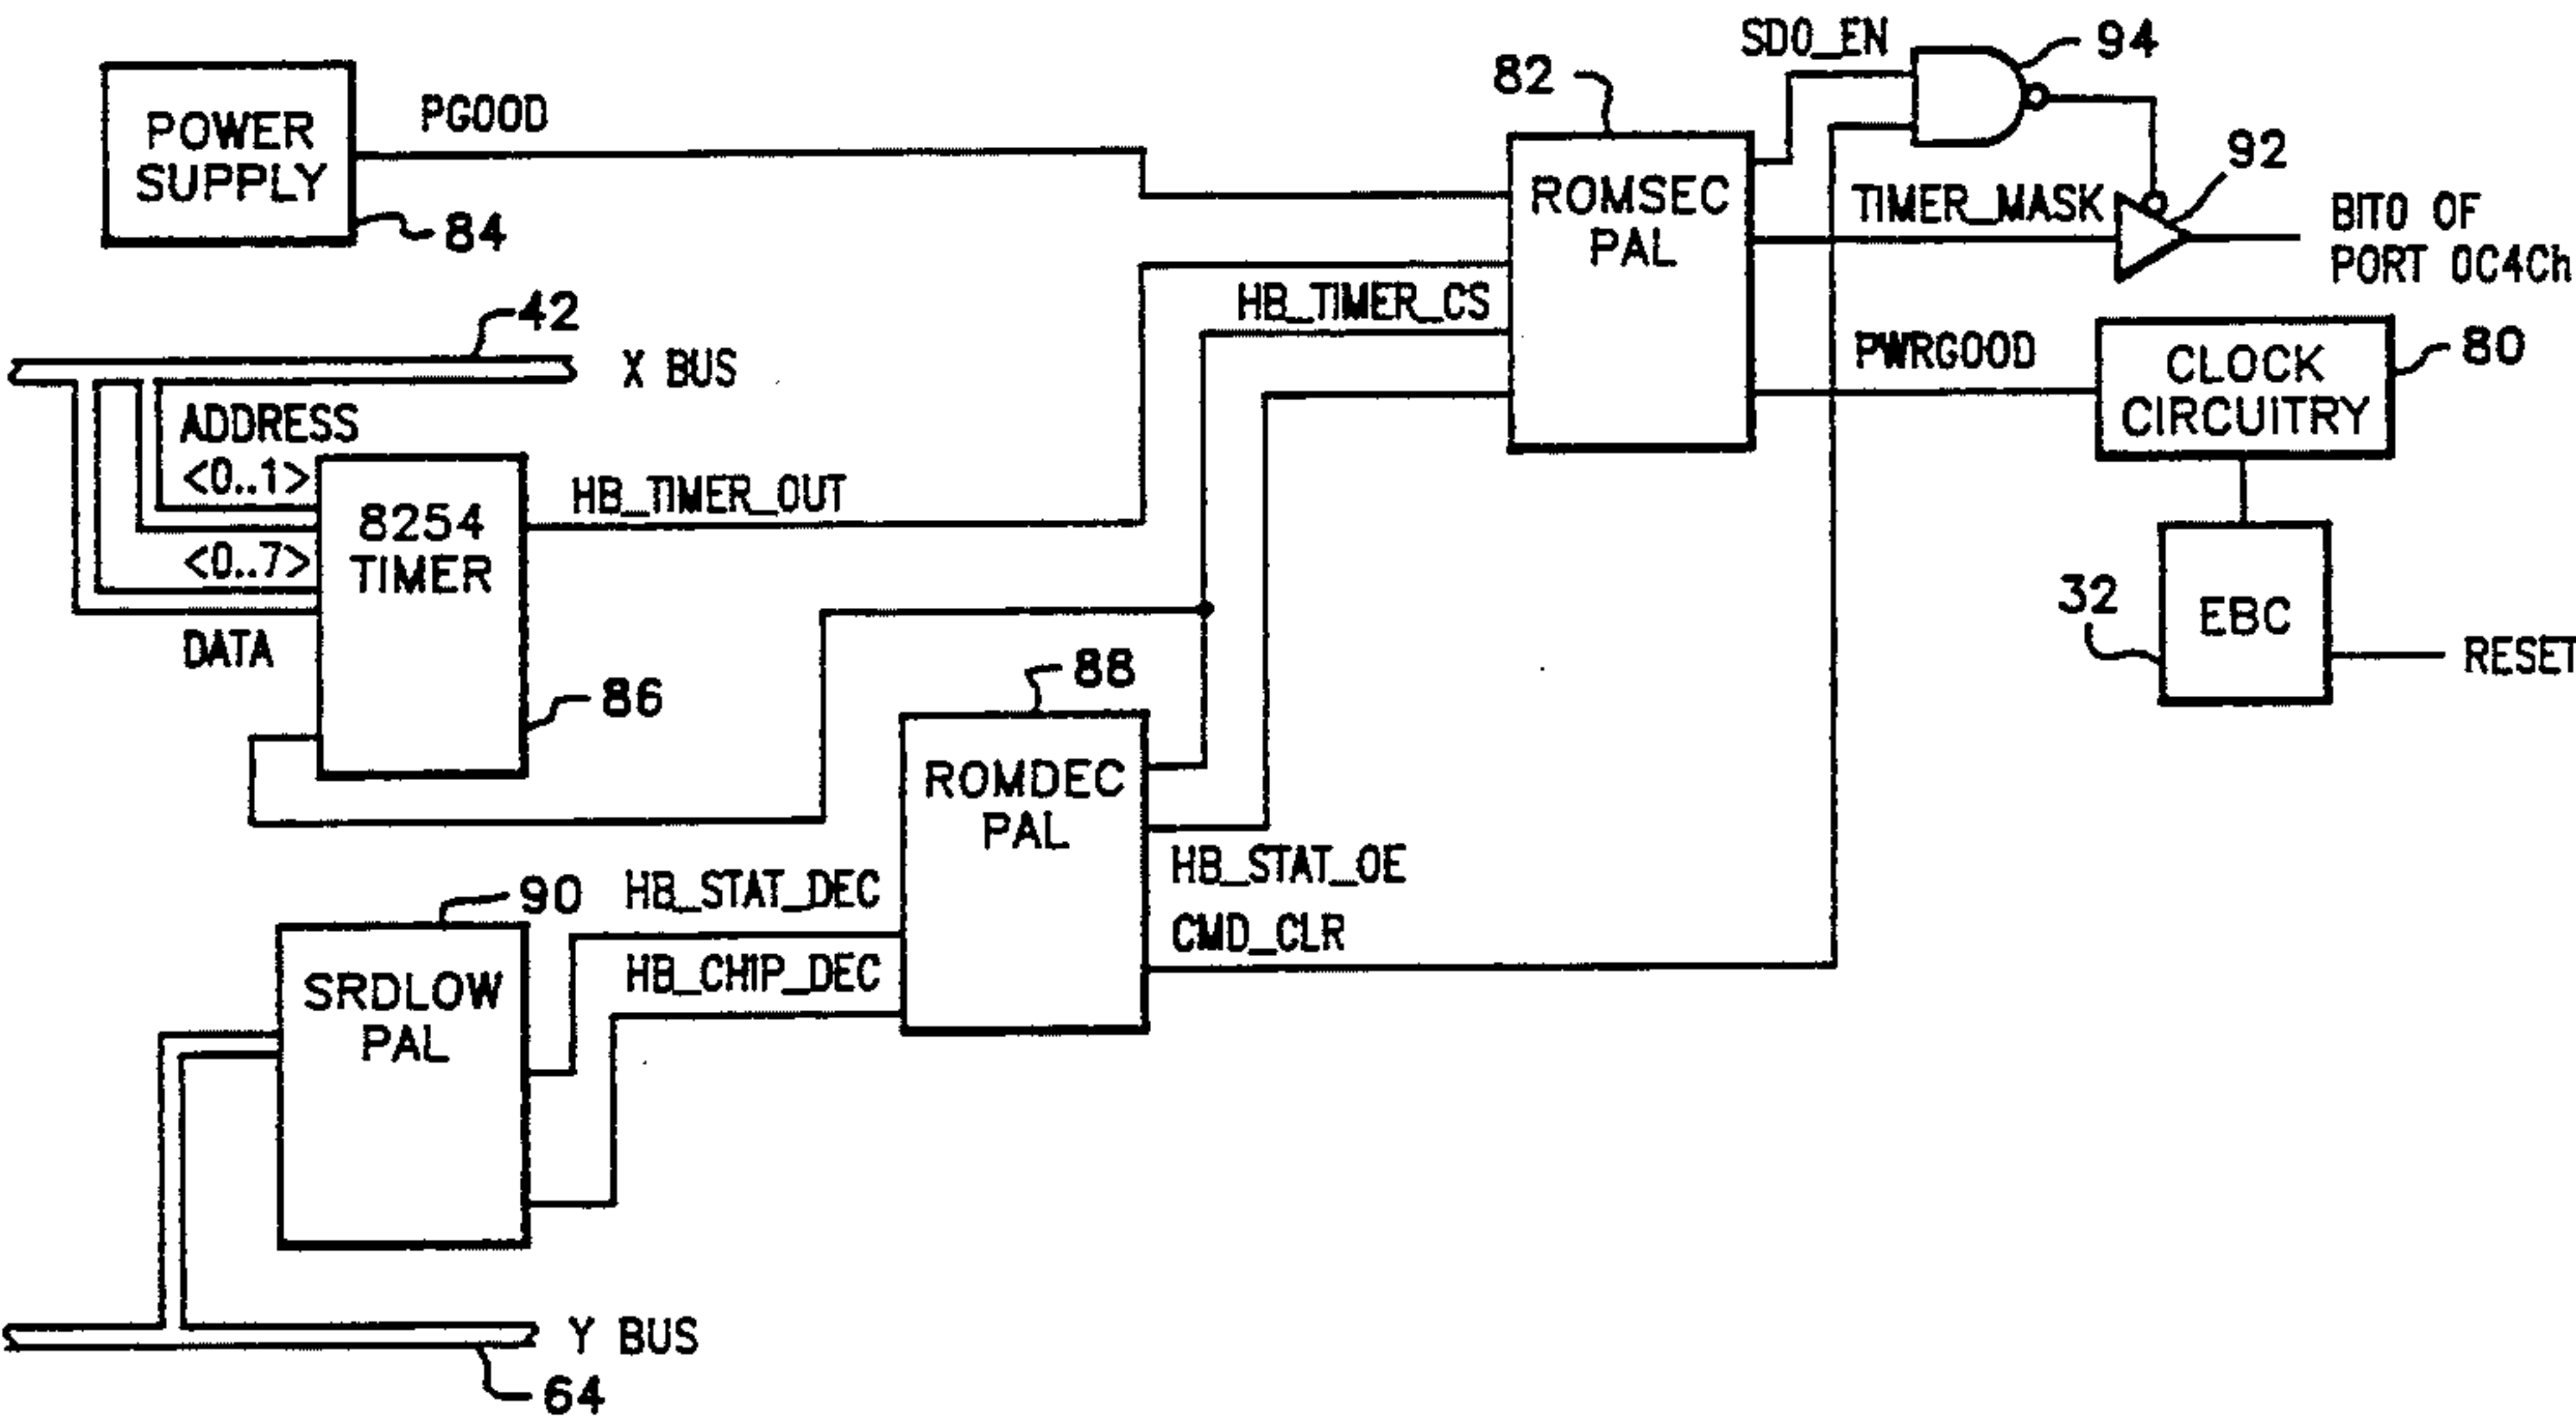 SD0_EN
94
82
PGOOD
POWER
SUPPLY
84
92
ROMSEC
PAL
TIMER_MASK
BIT0 OF
PORT 0C4Ch
42
X BUS
HB_TIMER_CS
PWRGOOD
CLOCK
CIRCUITRY
80
ADDRESS
<0..1>
8254
TIMER
HB_TIMER_OUT
<0..7>
DATA
86
32
EBC
RESET
88
ROMDEC
PAL
HB_STAT_OE
CMD_CLR
90
HB_STAT_DEC
HB_CHIP_DEC
SRDLOW
PAL
Y BUS
64